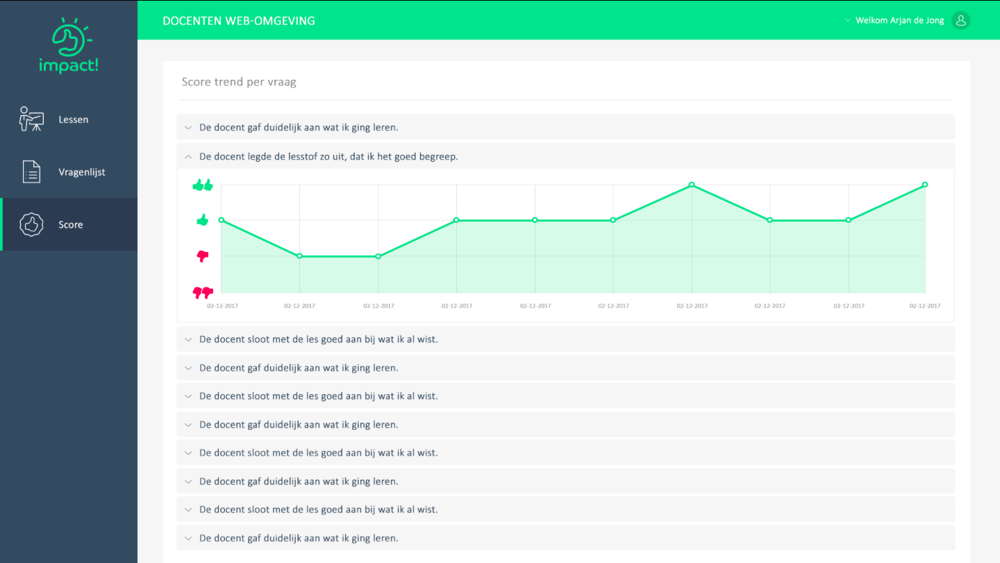 DOCENTEN WEB-OMGEVING
Welkom Arjan de Jong
impact!
Lessen
Vragenlijst
Score
Score trend per vraag
De docent gaf duidelijk aan wat ik ging leren.
De docent legde de lesstof zo uit, dat ik het goed begreep.
02-12-2017 02-12-2017 02-12-2017 02-12-2017 02-12-2017 02-12-2017 02-12-2017 02-12-2017 02-12-2017 02-12-2017
De docent sloot met de les goed aan bij wat ik al wist.
De docent gaf duidelijk aan wat ik ging leren.
De docent sloot met de les goed aan bij wat ik al wist.
De docent gaf duidelijk aan wat ik ging leren.
De docent sloot met de les goed aan bij wat ik al wist.
De docent gaf duidelijk aan wat ik ging leren.
De docent sloot met de les goed aan bij wat ik al wist.
De docent gaf duidelijk aan wat ik ging leren.